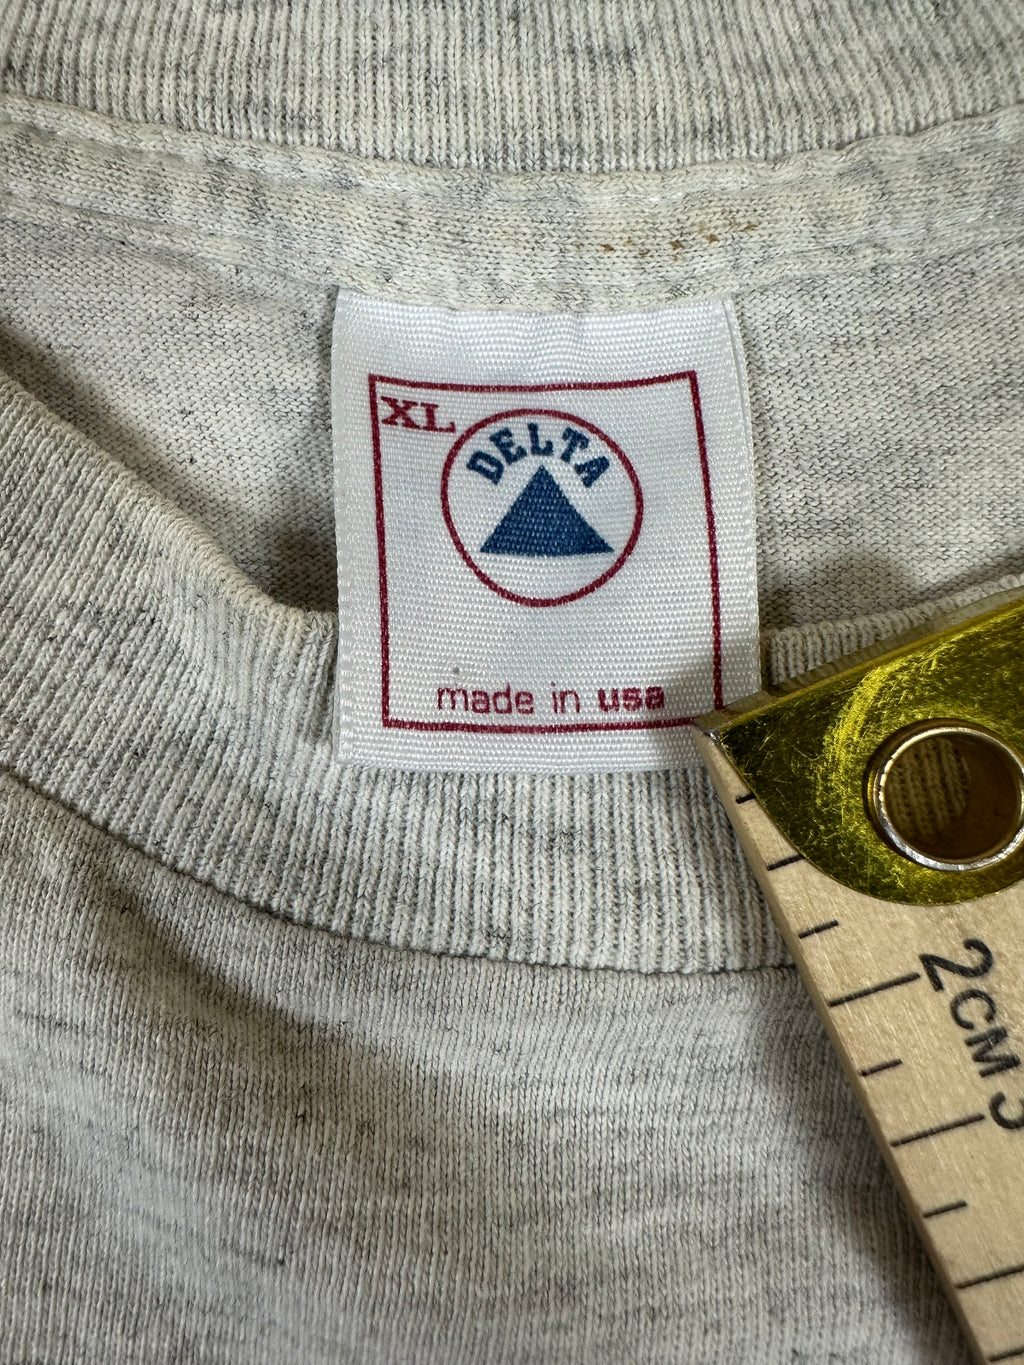 XL
DELTA
made in usa
2CM 3